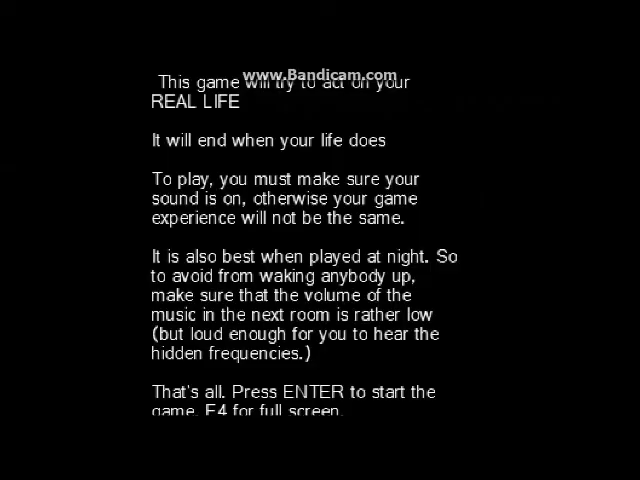 www.Bandicam.com
This game will try to act on your
REAL LIFE
It will end when your life does
To play, you must make sure your
sound is on, otherwise your game
experience will not be the same.
It is also best when played at night. So
to avoid from waking anybody up,
make sure that the volume of the
music in the next room is rather low
(but loud enough for you to hear the
hidden frequencies.)
That's all. Press ENTER to start the
game. F4 for full screen.